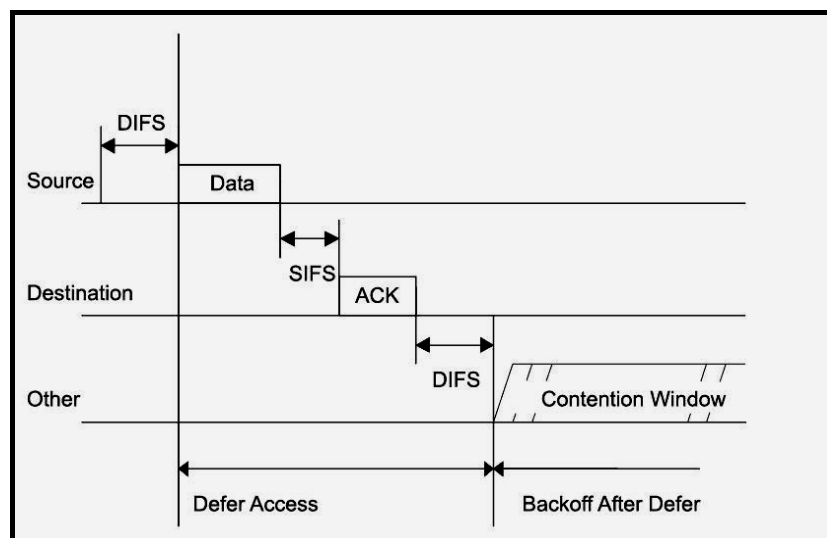 DIFS
Source
Data
SIFS
Destination
ACK
DIFS
Other
Contention Window
Defer Access
Backoff After Defer